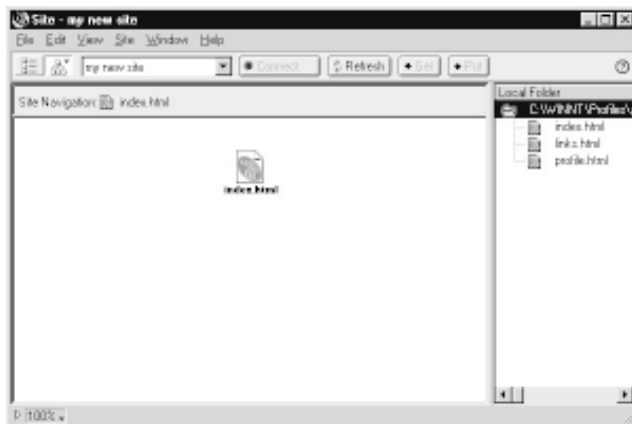 Site - my new site
File Edit View Site Window Help
my new site Connect Refresh Get Put
Site Navigation: index.html
index.html
Local Folder
C:\WINNT\Profiles\
index.html
links.html
profile.html
100%